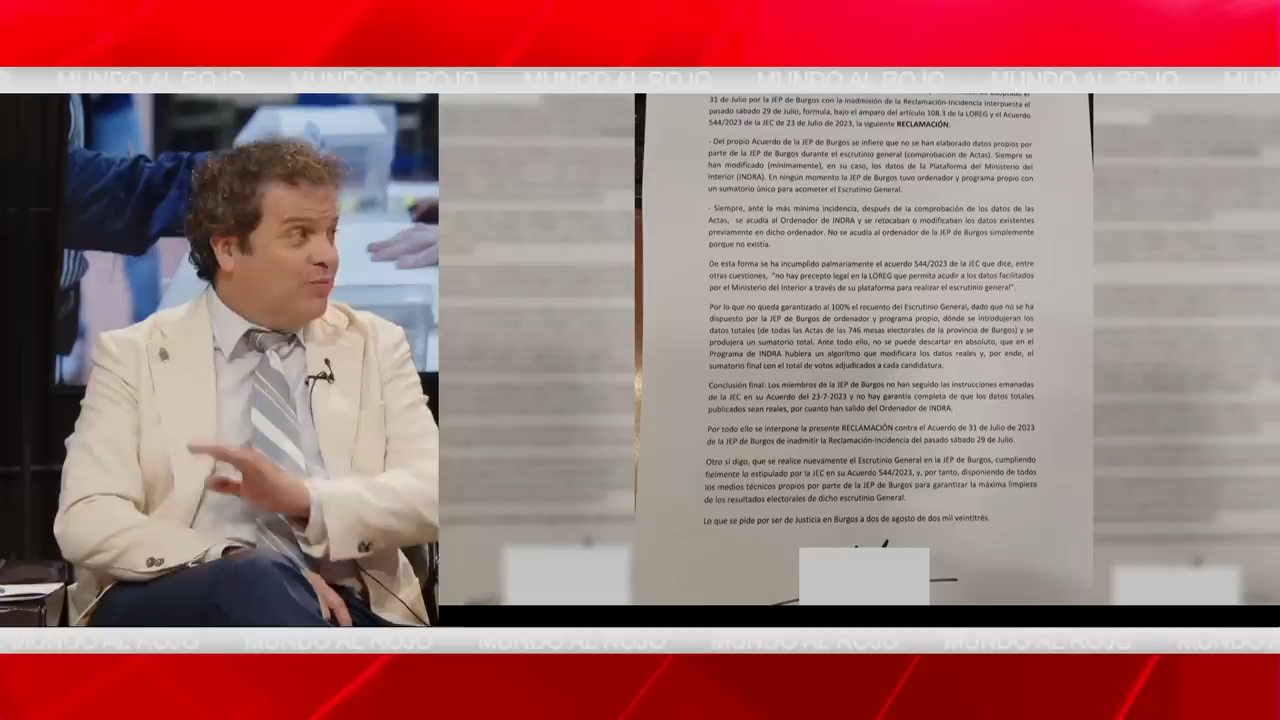 MUNDO AL ROJO MUNDO AL ROJO MUNDO AL ROJO MUNDO AL ROJO MUNDO AL ROJO
31 de Julio por la JEP de Burgos con la inadmisión de la Reclamación-Incidencia interpuesta el
pasado sábado 29 de Julio, formula, bajo el amparo del artículo 108.3 de la LOREG y el Acuerdo
544/2023 de la JEC de 23 de Julio de 2023, la siguiente RECLAMACIÓN:
- Del propio Acuerdo de la JEP de Burgos se infiere que no se han elaborado datos propios por
parte de la JEP de Burgos durante el escrutinio general (comprobación de Actas). Siempre se
han modificado (mínimamente), en su caso, los datos de la Plataforma del Ministerio del
Interior (INDRA). En ningún momento la JEP de Burgos tuvo ordenador y programa propio con
un sumatorio único para acometer el Escrutinio General.
- Siempre, ante la más mínima incidencia, después de la comprobación de los datos de las
Actas, se acudía al Ordenador de INDRA y se retocaban o modificaban los datos existentes
previamente en dicho ordenador. No se acudía al ordenador de la JEP de Burgos simplemente
porque no existía.
De esta forma se ha incumplido palmariamente el acuerdo 544/2023 de la JEC que dice, entre
otras cuestiones, "no hay precepto legal en la LOREG que permita acudir a los datos facilitados
por el Ministerio del Interior a través de su plataforma para realizar el escrutinio general".
Por lo que no queda garantizado al 100% el recuento del Escrutinio General, dado que no se ha
dispuesto por la JEP de Burgos de ordenador y programa propio, dónde se introdujeran los
datos totales (de todas las Actas de las 746 mesas electorales de la provincia de Burgos) y se
produjera un sumatorio total. Ante todo ello, no se puede descartar en absoluto, que en el
Programa de INDRA hubiera un algoritmo que modificara los datos reales y, por ende, el
sumatorio final con el total de votos adjudicados a cada candidatura.
Conclusión final: Los miembros de la JEP de Burgos no han seguido las instrucciones emanadas
de la JEC en su Acuerdo del 23-7-2023 y no hay garantía completa de que los datos totales
publicados sean reales, por cuanto han salido del Ordenador de INDRA.
Por todo ello se interpone la presente RECLAMACIÓN contra el Acuerdo de 31 de Julio de 2023
de la JEP de Burgos de inadmitir la Reclamación-Incidencia del pasado sábado 29 de Julio.
Otro sí digo, que se realice nuevamente el Escrutinio General en la JEP de Burgos, cumpliendo
fielmente lo estipulado por la JEC en su Acuerdo 544/2023, y, por tanto, disponiendo de todos
los medios técnicos propios por parte de la JEP de Burgos para garantizar la máxima limpieza
de los resultados electorales de dicho escrutinio General.
Lo que se pide por ser de Justicia en Burgos a dos de agosto de dos mil veintitrés.
MUNDO AL ROJO MUNDO AL ROJO MUNDO AL ROJO MUNDO AL ROJO MUNDO AL ROJO